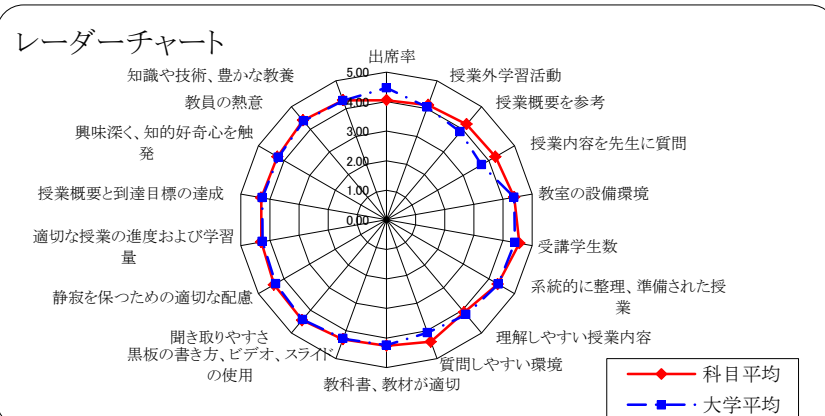 レーダーチャート
出席率
授業外学習活動
授業概要を参考
授業内容を先生に質問
教室の設備環境
受講学生数
系統的に整理、準備された授
業
理解しやすい授業内容
質問しやすい環境
教科書、教材が適切
黒板の書き方、ビデオ、スライド
の使用
聞き取りやすさ
静寂を保つための適切な配慮
適切な授業の進度および学習
量
授業概要と到達目標の達成
興味深く、知的好奇心を触
発
教員の熱意
知識や技術、豊かな教養
5.00
4.00
3.00
2.00
1.00
0.00
科目平均
大学平均